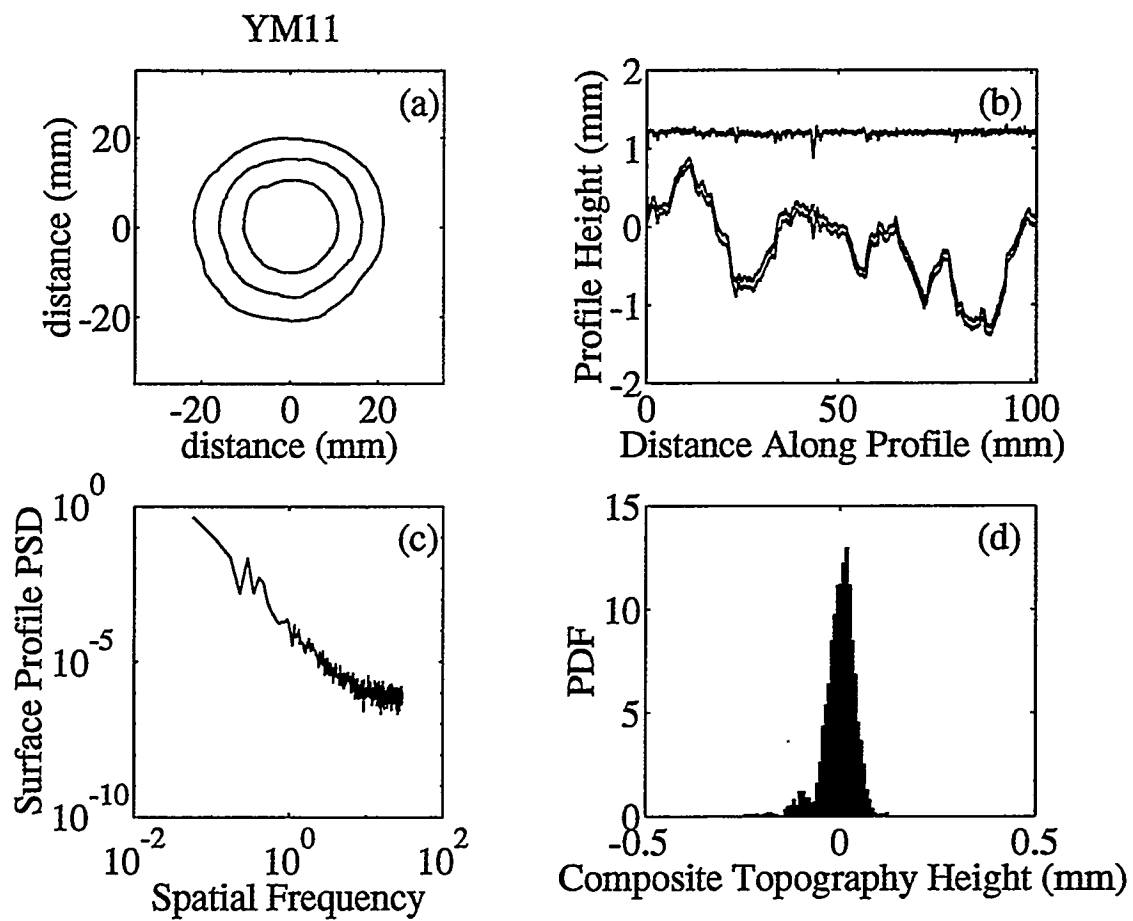 YM11
(a)
distance (mm)
20
0
-20
-20 0 20
distance (mm)
(b)
Profile Height (mm)
2
1
0
-1
-2
0 50 100
Distance Along Profile (mm)
(c)
Surface Profile PSD
10^0
10^-5
10^-10
10^-2 10^0 10^2
Spatial Frequency
(d)
PDF
15
10
5
0
-0.5 0 0.5
Composite Topography Height (mm)